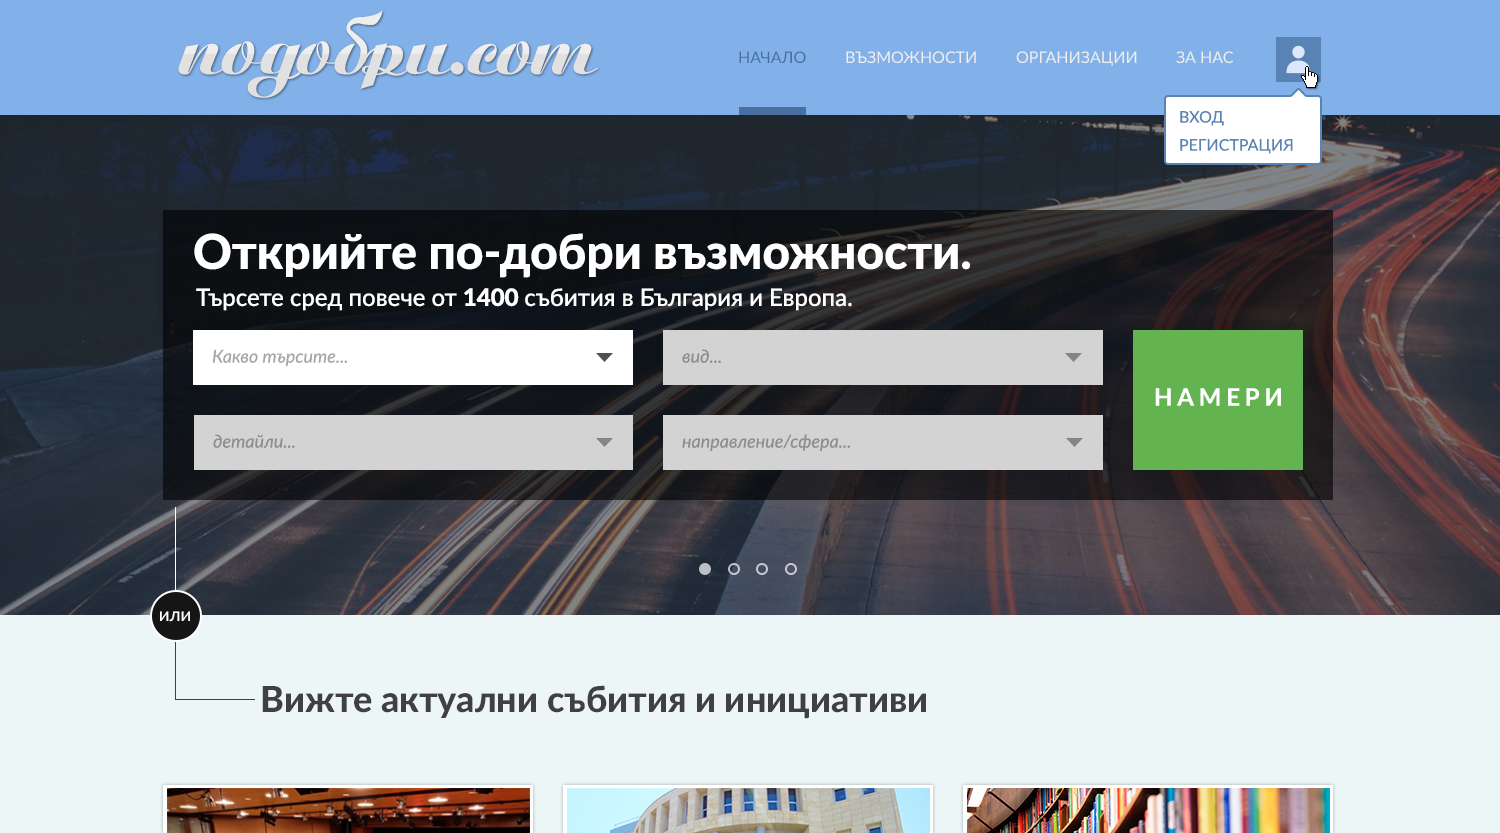 подобри.com
НАЧАЛО ВЪЗМОЖНОСТИ ОРГАНИЗАЦИИ ЗА НАС
ВХОД
РЕГИСТРАЦИЯ
Открийте по-добри възможности.
Търсете сред повече от 1400 събития в България и Европа.
Какво търсите... вид...
НАМЕРИ
детайли... направление/сфера...
или
Вижте актуални събития и инициативи